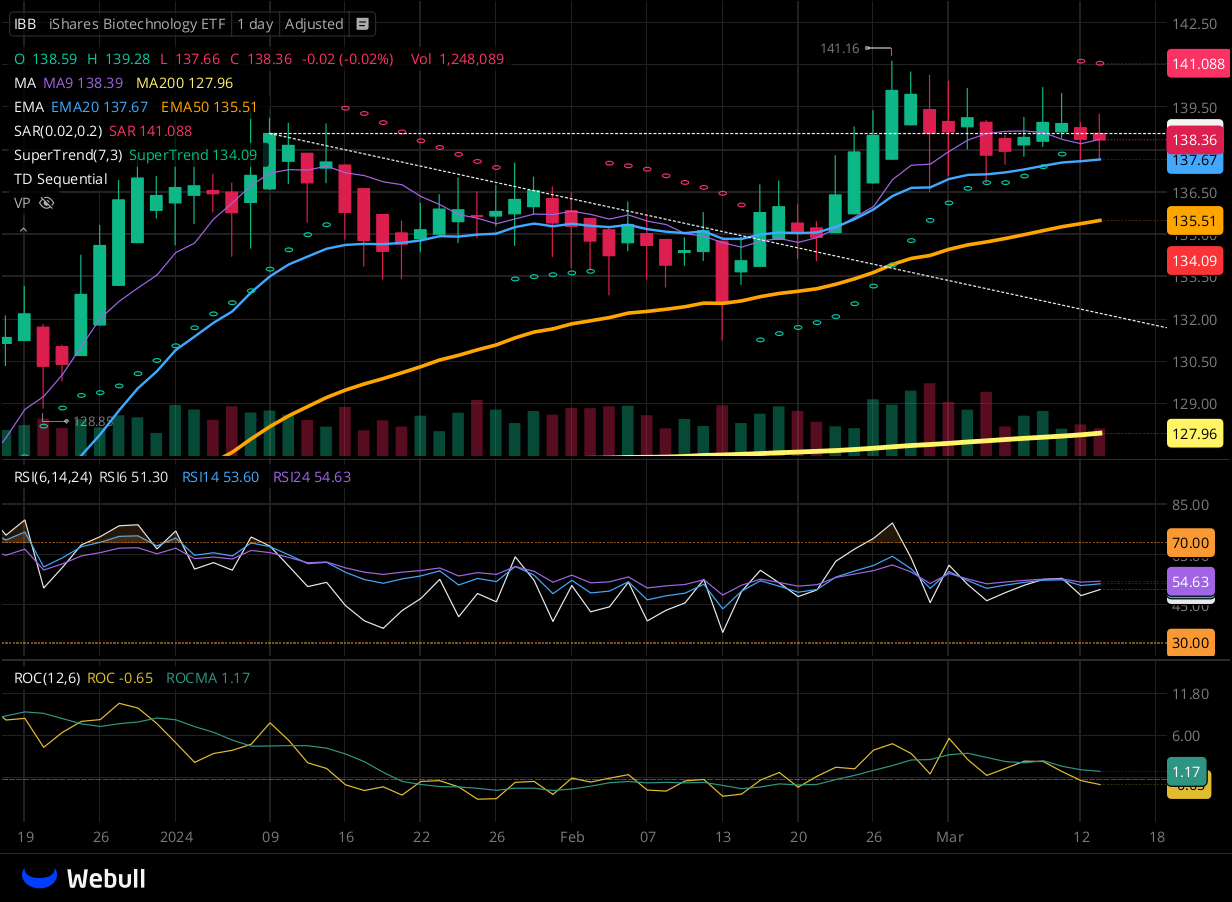 IBB iShares Biotechnology ETF 1 day Adjusted
O 138.59 H 139.28 L 137.66 C 138.36 -0.02 (-0.02%) Vol 1,248,089
MA MA9 138.39 MA200 127.96
EMA EMA20 137.67 EMA50 135.51
SAR(0.02,0.2) SAR 141.088
SuperTrend(7,3) SuperTrend 134.09
TD Sequential
VP
141.16
128.85
142.50
141.088
139.50
138.36
137.67
136.50
135.51
135.00
134.09
133.50
132.00
130.50
129.00
127.96
RSI(6,14,24) RSI6 51.30 RSI14 53.60 RSI24 54.63
85.00
70.00
54.63
45.00
30.00
ROC(12,6) ROC -0.65 ROCMA 1.17
11.80
6.00
1.17
-0.65
19 26 2024 09 16 22 26 Feb 07 13 20 26 Mar 12 18
Webull